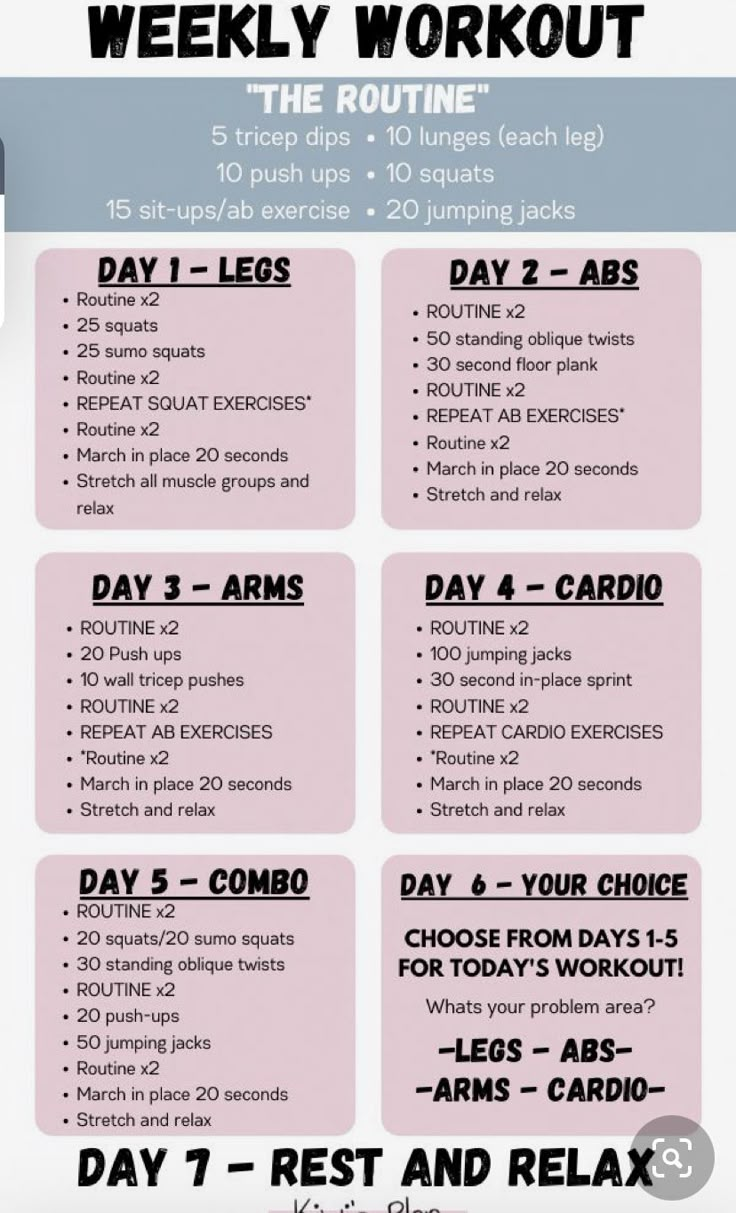 WEEKLY WORKOUT
"THE ROUTINE"
5 tricep dips • 10 lunges (each leg)
10 push ups • 10 squats
15 sit-ups/ab exercise • 20 jumping jacks
DAY 1 - LEGS
• Routine x2
• 25 squats
• 25 sumo squats
• Routine x2
• REPEAT SQUAT EXERCISES*
• Routine x2
• March in place 20 seconds
• Stretch all muscle groups and
relax
DAY 2 - ABS
• ROUTINE x2
• 50 standing oblique twists
• 30 second floor plank
• ROUTINE x2
• REPEAT AB EXERCISES*
• Routine x2
• March in place 20 seconds
• Stretch and relax
DAY 3 - ARMS
• ROUTINE x2
• 20 Push ups
• 10 wall tricep pushes
• ROUTINE x2
• REPEAT AB EXERCISES
• *Routine x2
• March in place 20 seconds
• Stretch and relax
DAY 4 - CARDIO
• ROUTINE x2
• 100 jumping jacks
• 30 second in-place sprint
• ROUTINE x2
• REPEAT CARDIO EXERCISES
• *Routine x2
• March in place 20 seconds
• Stretch and relax
DAY 5 - COMBO
• ROUTINE x2
• 20 squats/20 sumo squats
• 30 standing oblique twists
• ROUTINE x2
• 20 push-ups
• 50 jumping jacks
• Routine x2
• March in place 20 seconds
• Stretch and relax
DAY 6 - YOUR CHOICE
CHOOSE FROM DAYS 1-5
FOR TODAY'S WORKOUT!
Whats your problem area?
-LEGS - ABS-
-ARMS - CARDIO-
DAY 7 - REST AND RELAX